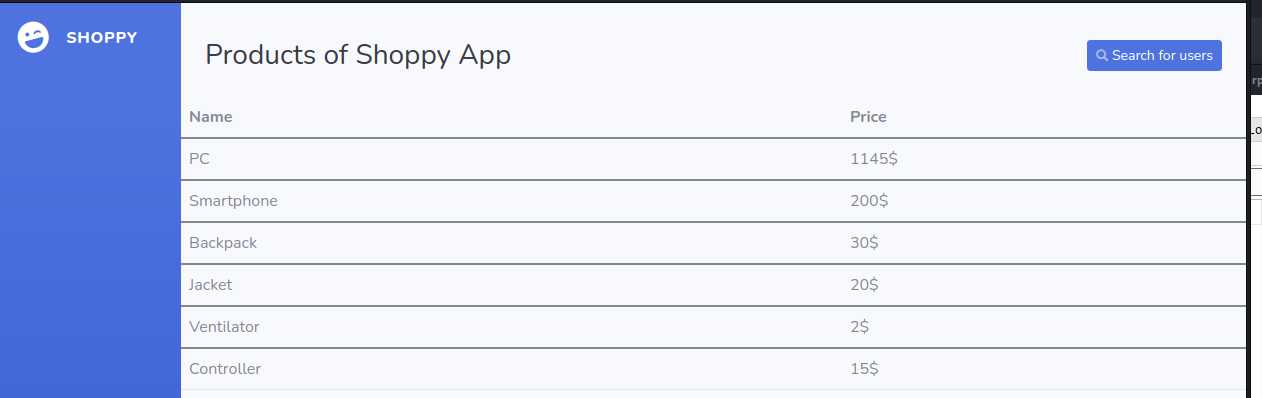 SHOPPY
Products of Shoppy App
Search for users
Name Price
PC 1145$
Smartphone 200$
Backpack 30$
Jacket 20$
Ventilator 2$
Controller 15$